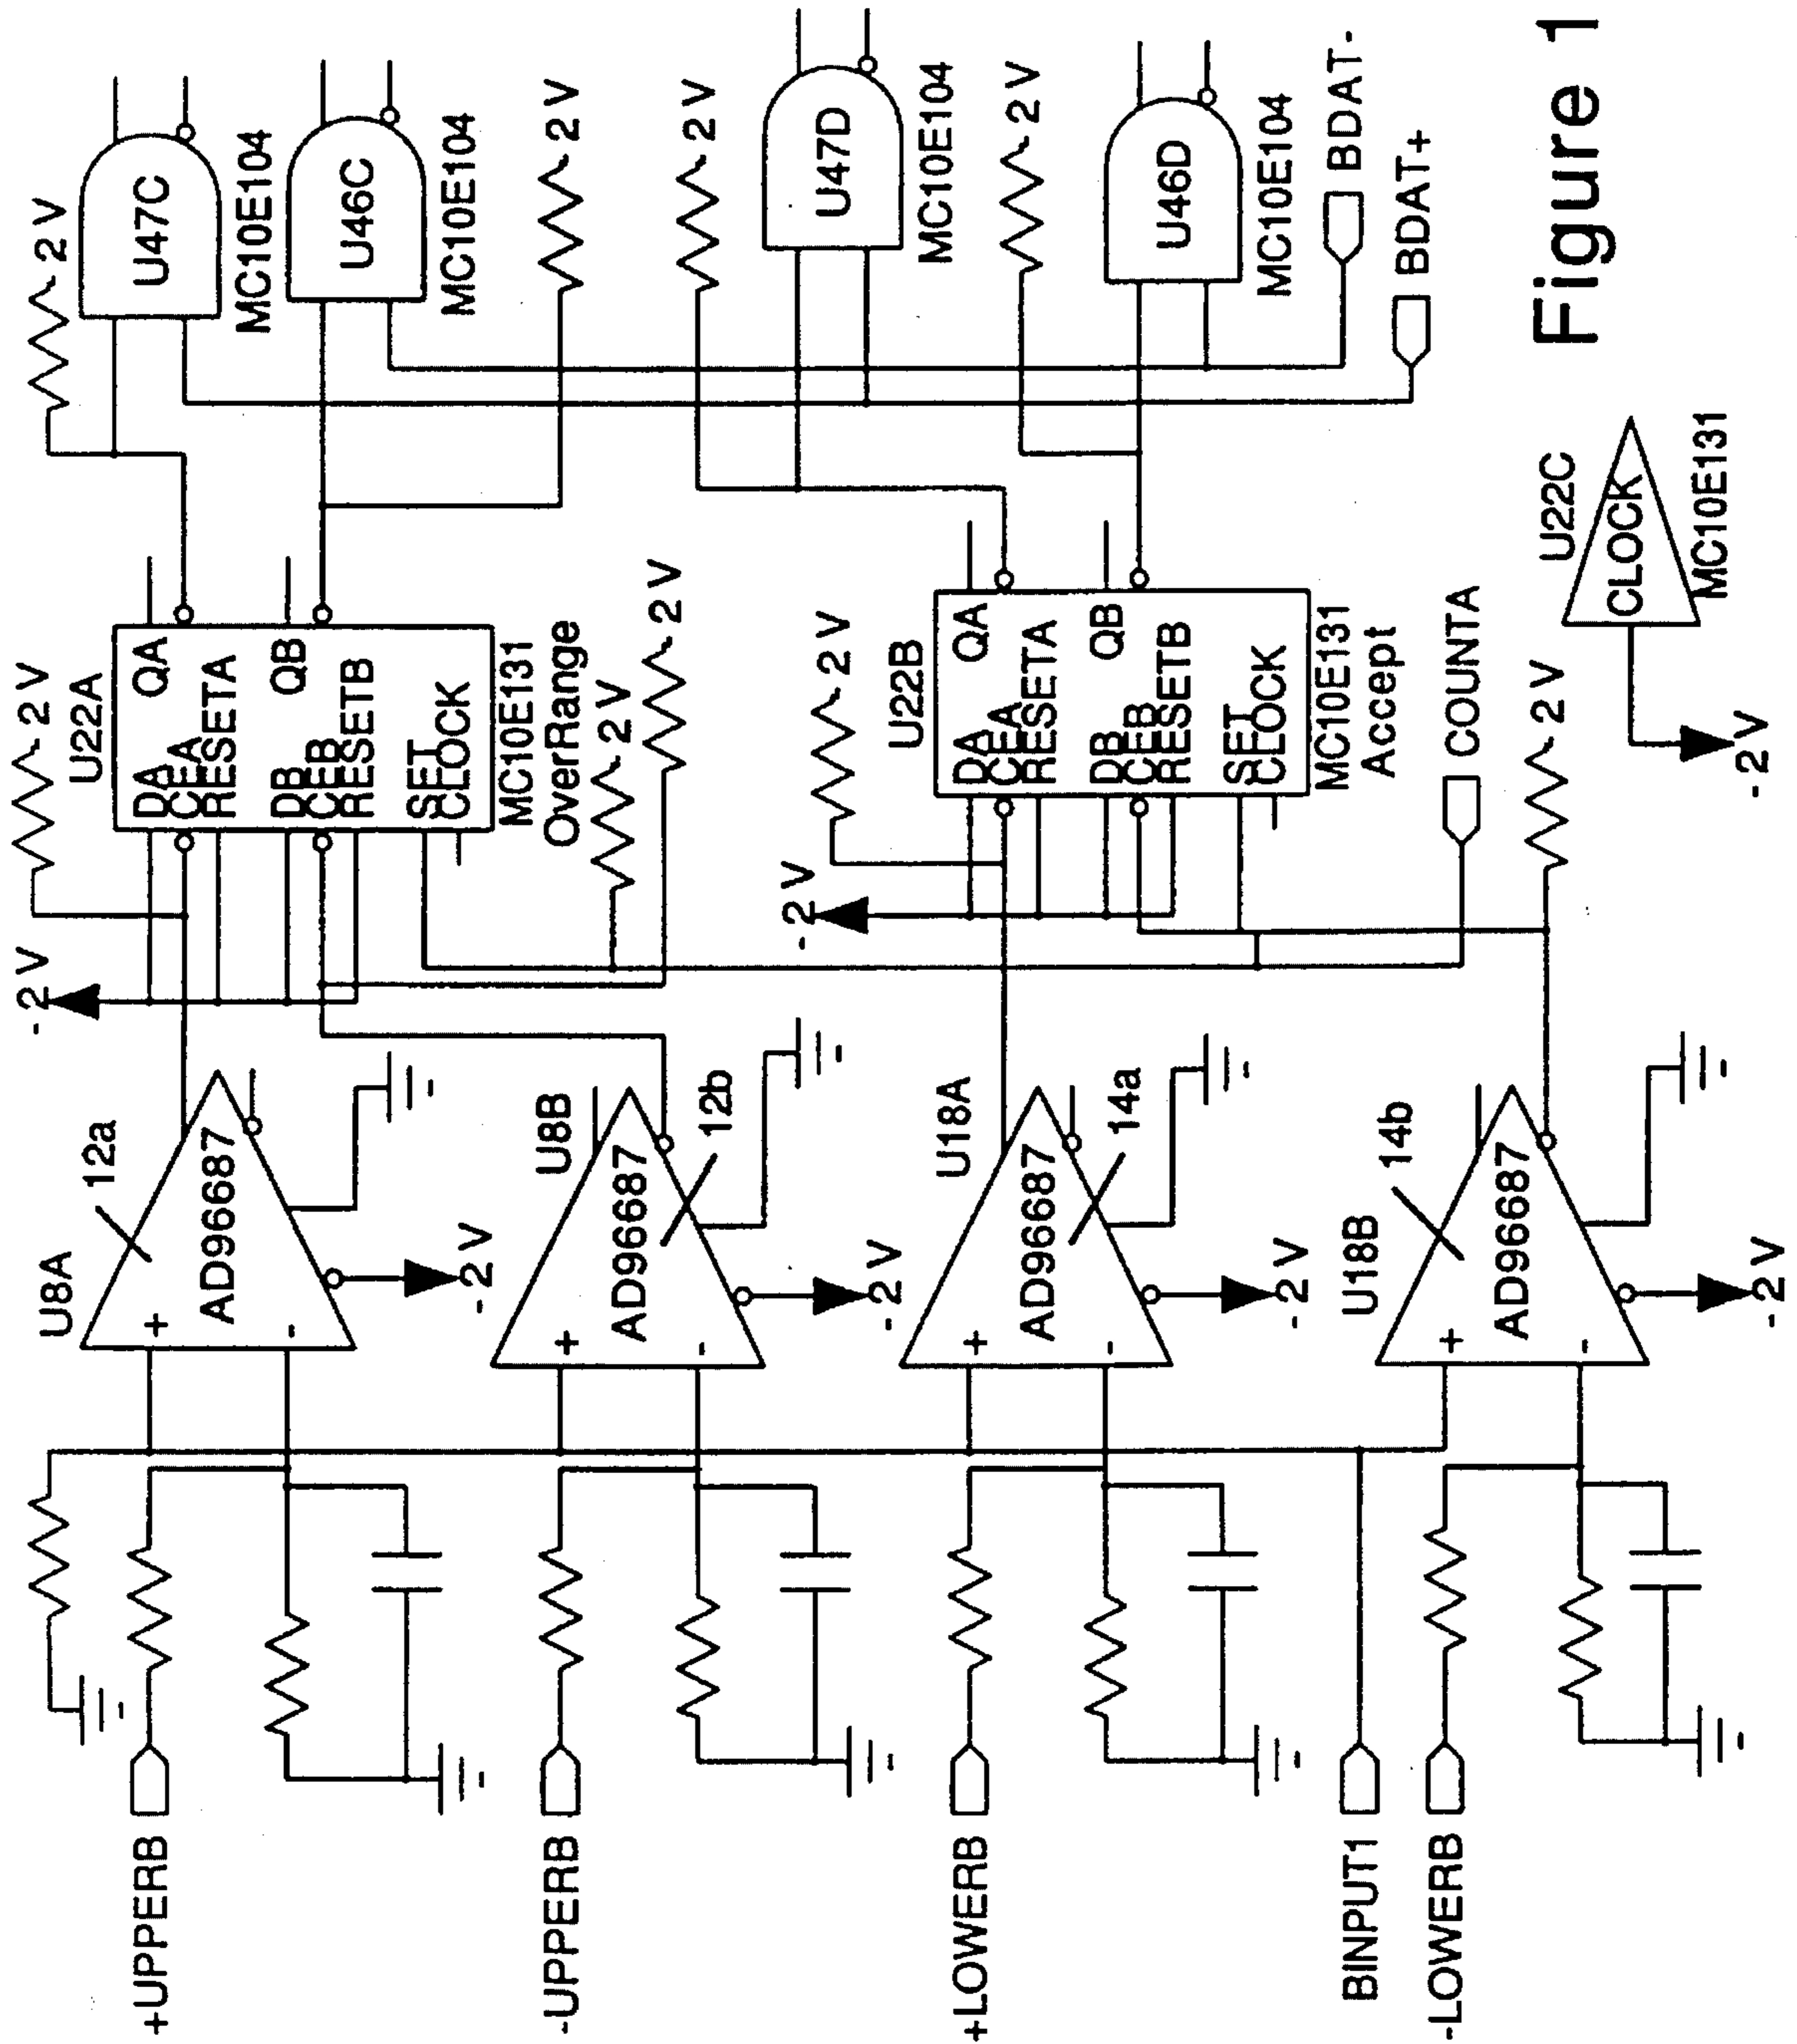 - 2 V
U47C
MC10E104
U46C
MC10E104
- 2 V
- 2 V
U47D
MC10E104
- 2 V
U46D
MC10E104
BDAT-
BDAT+
- 2 V
U22A
DA QA
CEA
RESETA
DB QB
CEB
RESETB
SET
CLOCK
MC10E131
OverRange
- 2 V
- 2 V
- 2 V
- 2 V
U22B
DA QA
CEA
RESETA
DB QB
CEB
RESETB
SET
CLOCK
MC10E131
Accept
COUNTA
- 2 V
- 2 V
U22C
CLOCK
MC10E131
- 2 V
U8A
12a
+
-
AD96687
- 2 V
U8B
12b
+
-
AD96687
- 2 V
U18A
14a
+
-
AD96687
- 2 V
U18B
14b
+
-
AD96687
- 2 V
+UPPERB
-UPPERB
+LOWERB
BINPUT1
-LOWERB
Figure 1